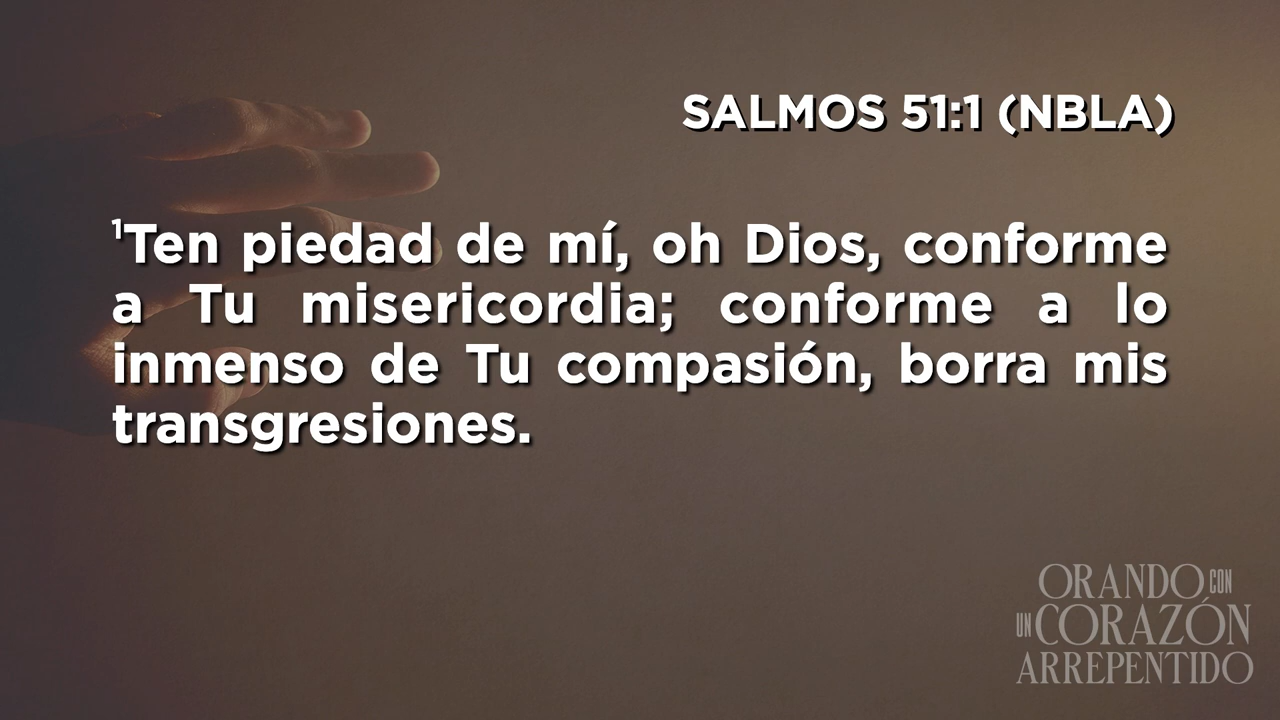 SALMOS 51:1 (NBLA)
¹Ten piedad de mí, oh Dios, conforme
a Tu misericordia; conforme a lo
inmenso de Tu compasión, borra mis
transgresiones.
ORANDO CON
UN CORAZÓN
ARREPENTIDO